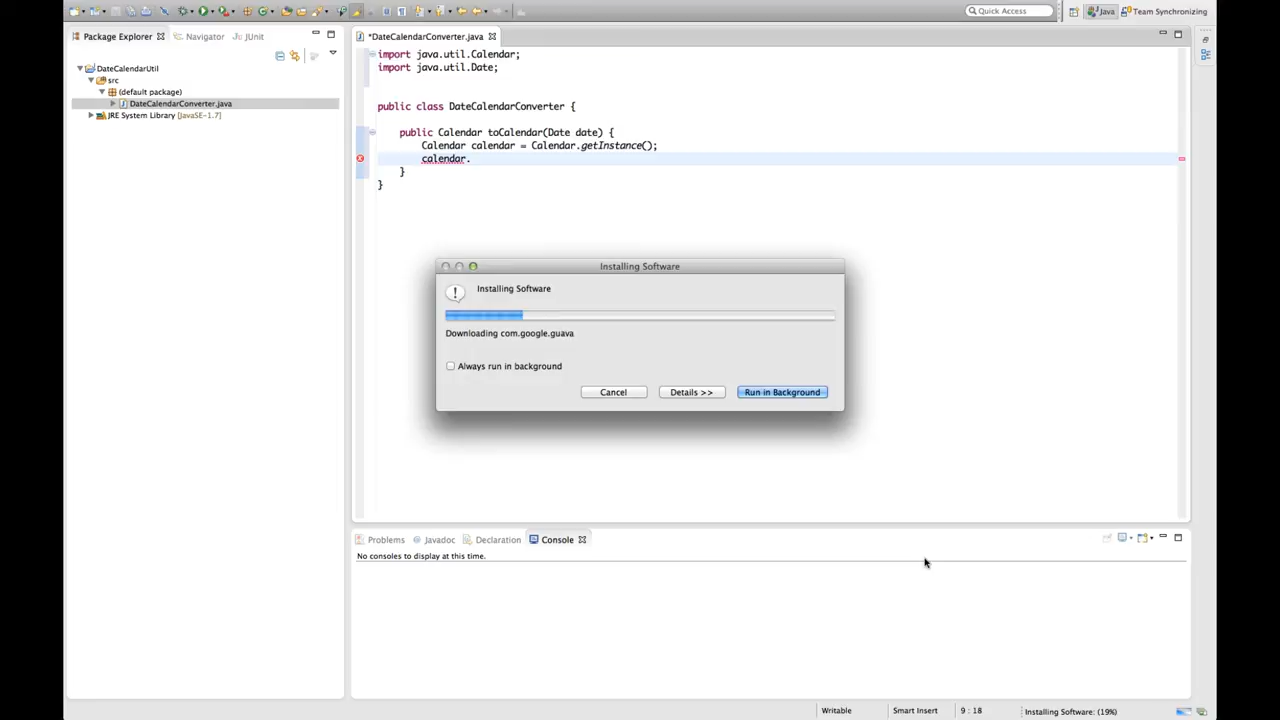 Quick Access
Java
Team Synchronizing
Package Explorer
Navigator
JUnit
*DateCalendarConverter.java
DateCalendarUtil
src
(default package)
DateCalendarConverter.java
JRE System Library [JavaSE-1.7]
import java.util.Calendar;
import java.util.Date;
public class DateCalendarConverter {
public Calendar toCalendar(Date date) {
Calendar calendar = Calendar.getInstance();
calendar.
}
}
Installing Software
Installing Software
Downloading com.google.guava
Always run in background
Cancel
Details >>
Run in Background
Problems
Javadoc
Declaration
Console
No consoles to display at this time.
Writable
Smart Insert
9 : 18
Installing Software: (19%)